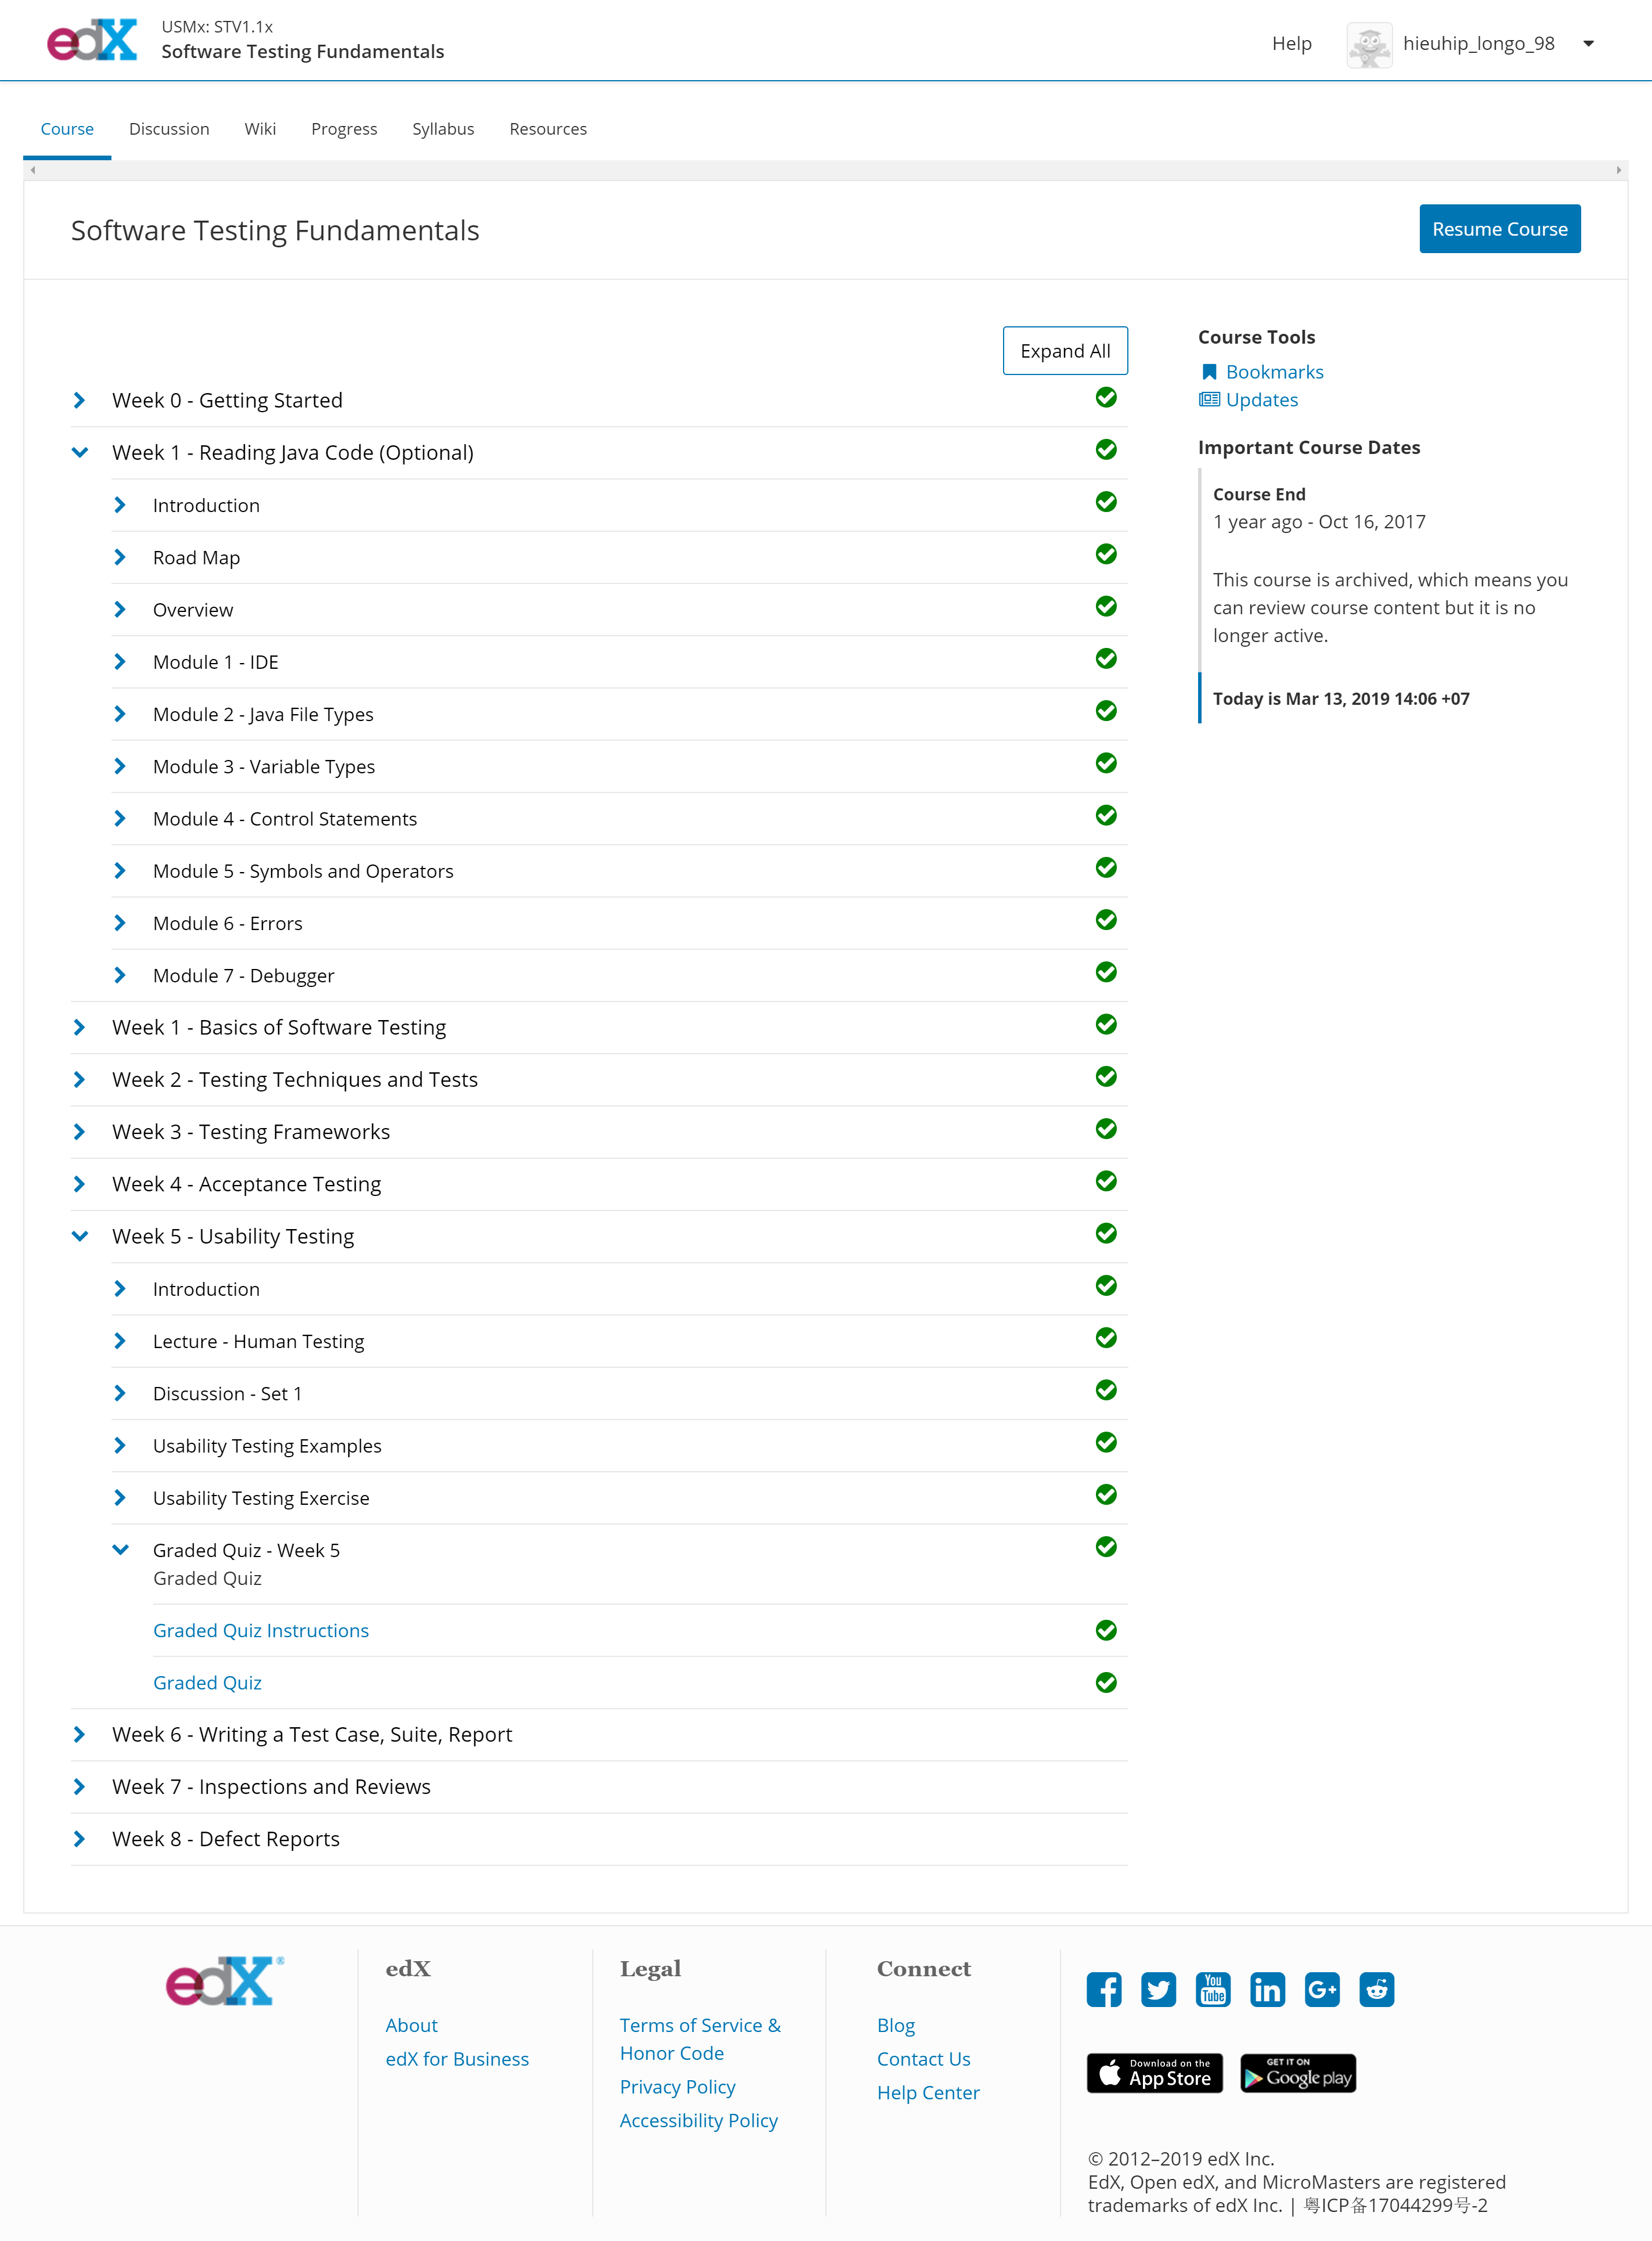 edX
USMx: STV1.1x
Software Testing Fundamentals
Help
hieuhip_longo_98
Course
Discussion
Wiki
Progress
Syllabus
Resources
Software Testing Fundamentals
Resume Course
Expand All
Week 0 - Getting Started
Week 1 - Reading Java Code (Optional)
Introduction
Road Map
Overview
Module 1 - IDE
Module 2 - Java File Types
Module 3 - Variable Types
Module 4 - Control Statements
Module 5 - Symbols and Operators
Module 6 - Errors
Module 7 - Debugger
Week 1 - Basics of Software Testing
Week 2 - Testing Techniques and Tests
Week 3 - Testing Frameworks
Week 4 - Acceptance Testing
Week 5 - Usability Testing
Introduction
Lecture - Human Testing
Discussion - Set 1
Usability Testing Examples
Usability Testing Exercise
Graded Quiz - Week 5
Graded Quiz
Graded Quiz Instructions
Graded Quiz
Week 6 - Writing a Test Case, Suite, Report
Week 7 - Inspections and Reviews
Week 8 - Defect Reports
Course Tools
Bookmarks
Updates
Important Course Dates
Course End
1 year ago - Oct 16, 2017
This course is archived, which means you
can review course content but it is no
longer active.
Today is Mar 13, 2019 14:06 +07
edX®
edX
About
edX for Business
Legal
Terms of Service &
Honor Code
Privacy Policy
Accessibility Policy
Connect
Blog
Contact Us
Help Center
You
Tube
in
G+
Download on the
App Store
GET IT ON
Google play
© 2012–2019 edX Inc.
EdX, Open edX, and MicroMasters are registered
trademarks of edX Inc. | 粤ICP备17044299号-2